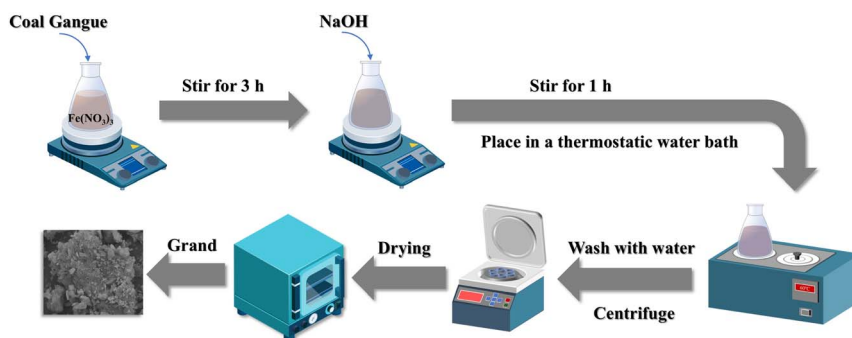 Coal Gangue
NaOH
Stir for 3 h
Stir for 1 h
Fe(NO3)3
Place in a thermostatic water bath
Grand
Drying
Wash with water
Centrifuge